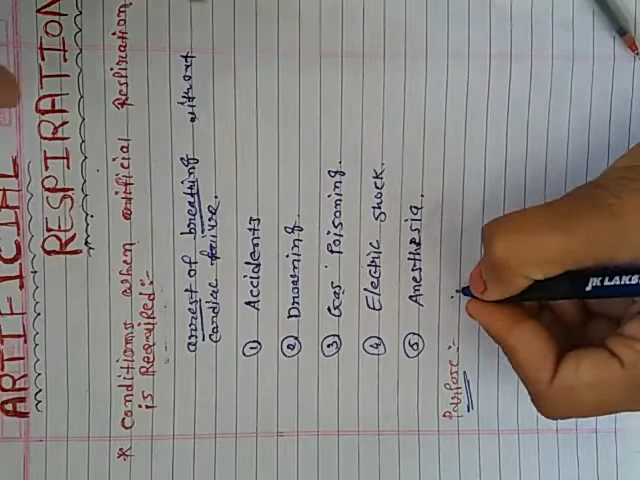 ARTIFICIAL
RESPIRATION
* Conditions when artificial Respiration
is Required:-
arrest of breathing without
cardiac failure.
① Accidents
② Drowning.
③ Gas Poisoning.
④ Electric shock.
⑤ Anesthesia.
Purpose :-
JK LAKS